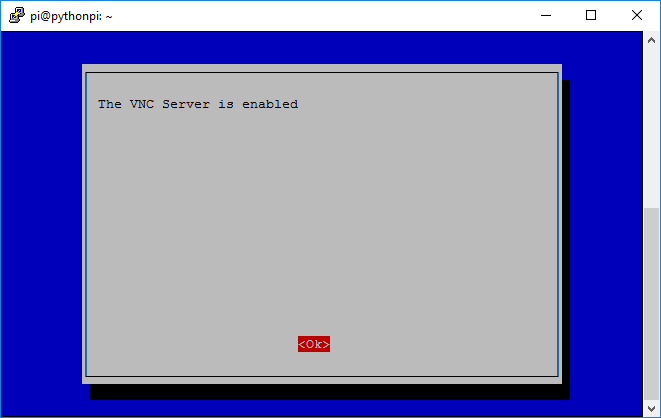 pi@pythonpi: ~
The VNC Server is enabled
<Ok>